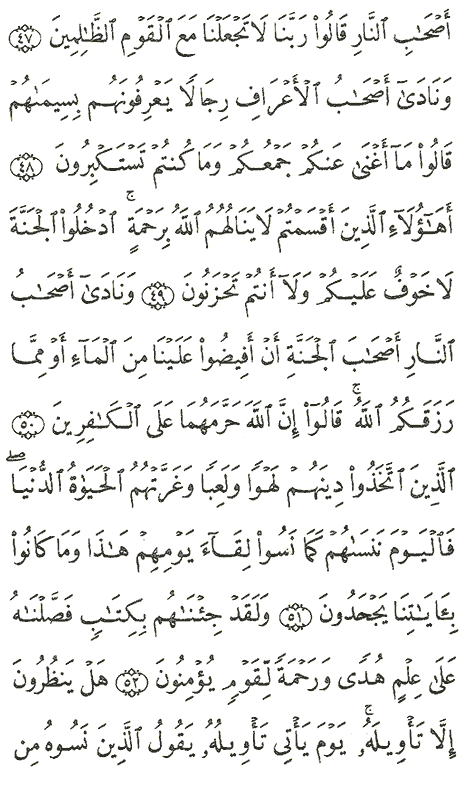 أَصْحَٰبِ ٱلنَّارِ قَالُوا۟ رَبَّنَا لَا تَجْعَلْنَا مَعَ ٱلْقَوْمِ ٱلظَّٰلِمِينَ ٤٧
وَنَادَىٰٓ أَصْحَٰبُ ٱلْأَعْرَافِ رِجَالًا يَعْرِفُونَهُم بِسِيمَىٰهُمْ
قَالُوا۟ مَآ أَغْنَىٰ عَنكُمْ جَمْعُكُمْ وَمَا كُنتُمْ تَسْتَكْبِرُونَ ٤٨
أَهَٰٓؤُلَآءِ ٱلَّذِينَ أَقْسَمْتُمْ لَا يَنَالُهُمُ ٱللَّهُ بِرَحْمَةٍ ۚ ٱدْخُلُوا۟ ٱلْجَنَّةَ
لَا خَوْفٌ عَلَيْكُمْ وَلَآ أَنتُمْ تَحْزَنُونَ ٤٩ وَنَادَىٰٓ أَصْحَٰبُ
ٱلنَّارِ أَصْحَٰبَ ٱلْجَنَّةِ أَنْ أَفِيضُوا۟ عَلَيْنَا مِنَ ٱلْمَآءِ أَوْ مِمَّا
رَزَقَكُمُ ٱللَّهُ ۚ قَالُوٓا۟ إِنَّ ٱللَّهَ حَرَّمَهُمَا عَلَى ٱلْكَٰفِرِينَ ٥٠
ٱلَّذِينَ ٱتَّخَذُوا۟ دِينَهُمْ لَهْوًا وَلَعِبًا وَغَرَّتْهُمُ ٱلْحَيَوٰةُ ٱلدُّنْيَا ۖ
فَٱلْيَوْمَ نَنسَىٰهُمْ كَمَا نَسُوا۟ لِقَآءَ يَوْمِهِمْ هَٰذَا وَمَا كَانُوا۟
بِـَٔايَٰتِنَا يَجْحَدُونَ ٥١ وَلَقَدْ جِئْنَٰهُم بِكِتَٰبٍ فَصَّلْنَٰهُ
عَلَىٰ عِلْمٍ هُدًى وَرَحْمَةً لِّقَوْمٍ يُؤْمِنُونَ ٥٢ هَلْ يَنظُرُونَ
إِلَّا تَأْوِيلَهُۥ ۚ يَوْمَ يَأْتِى تَأْوِيلُهُۥ يَقُولُ ٱلَّذِينَ نَسُوهُ مِن